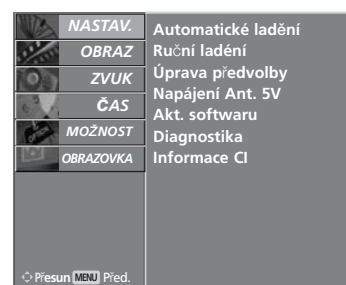 NASTAV.
OBRAZ
ZVUK
ČAS
MOŽNOST
OBRAZOVKA
Automatické ladění
Ruční ladéní
Úprava předvolby
Napájení Ant. 5V
Akt. softwaru
Diagnostika
Informace CI
Přesun MENU Před.